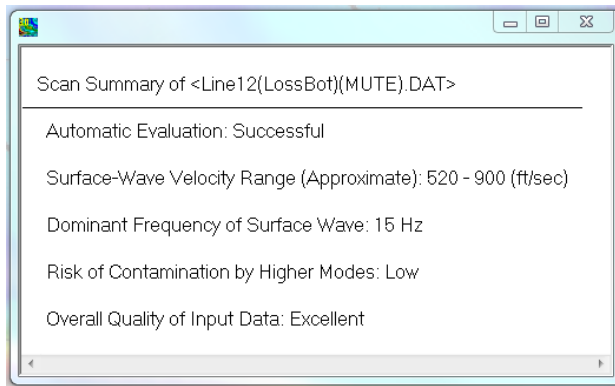 Scan Summary of <Line12(LossBot)(MUTE).DAT>
Automatic Evaluation: Successful
Surface-Wave Velocity Range (Approximate): 520 - 900 (ft/sec)
Dominant Frequency of Surface Wave: 15 Hz
Risk of Contamination by Higher Modes: Low
Overall Quality of Input Data: Excellent